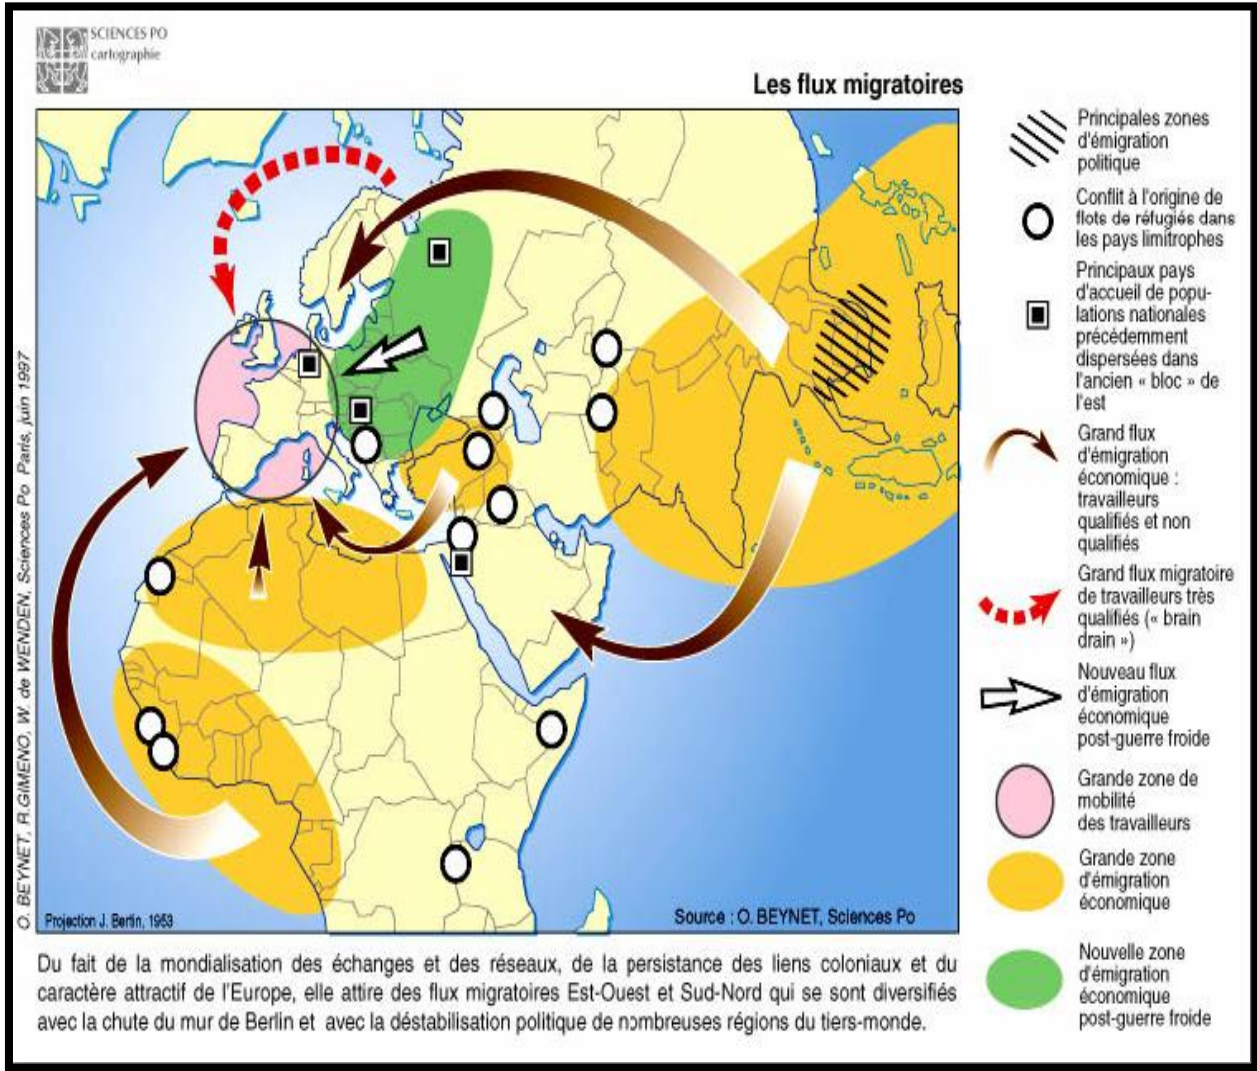 SCIENCES PO
cartographie
Les flux migratoires
Principales zones
d'émigration
politique
Conflit à l'origine de
flots de réfugiés dans
les pays limitrophes
Principaux pays
d'accueil de popu-
lations nationales
précédemment
dispersées dans
l'ancien « bloc » de
l'est
Grand flux
d'émigration
économique :
travailleurs
qualifiés et non
qualifiés
Grand flux migratoire
de travailleurs très
qualifiés (« brain
drain »)
Nouveau flux
d'émigration
économique
post-guerre froide
Grande zone de
mobilité
des travailleurs
Grande zone
d'émigration
économique
Nouvelle zone
d'émigration
économique
post-guerre froide
O. BEYNET, R.GIMENO, W. de WENDEN, Sciences Po Paris, juin 1997
Projection J. Bertin, 1953
Source : O. BEYNET, Sciences Po
Du fait de la mondialisation des échanges et des réseaux, de la persistance des liens coloniaux et du
caractère attractif de l'Europe, elle attire des flux migratoires Est-Ouest et Sud-Nord qui se sont diversifiés
avec la chute du mur de Berlin et avec la déstabilisation politique de nombreuses régions du tiers-monde.